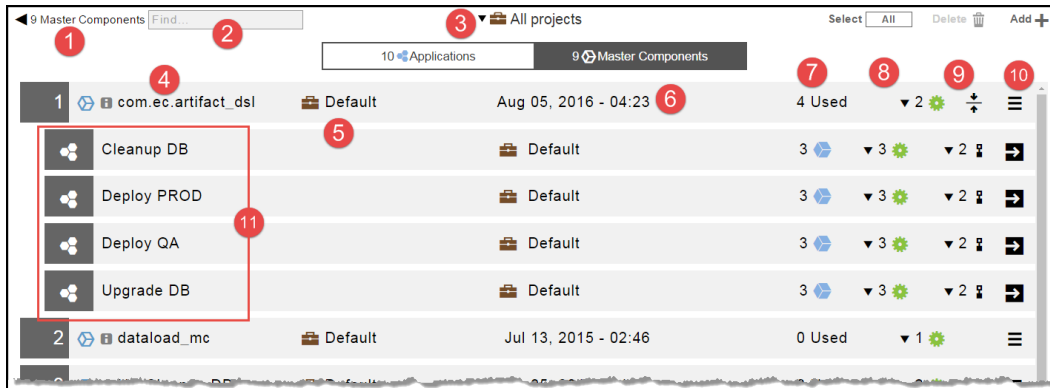 9 Master Components Find... All projects Select All Delete Add
1 2 3
10 Applications 9 Master Components
4 5 6 7 8 9 10
1 com.ec.artifact_dsl Default Aug 05, 2016 - 04:23 4 Used 2
Cleanup DB Default 3 3 2
Deploy PROD Default 3 3 2
11
Deploy QA Default 3 3 2
Upgrade DB Default 3 3 2
2 dataload_mc Default Jul 13, 2015 - 02:46 0 Used 1